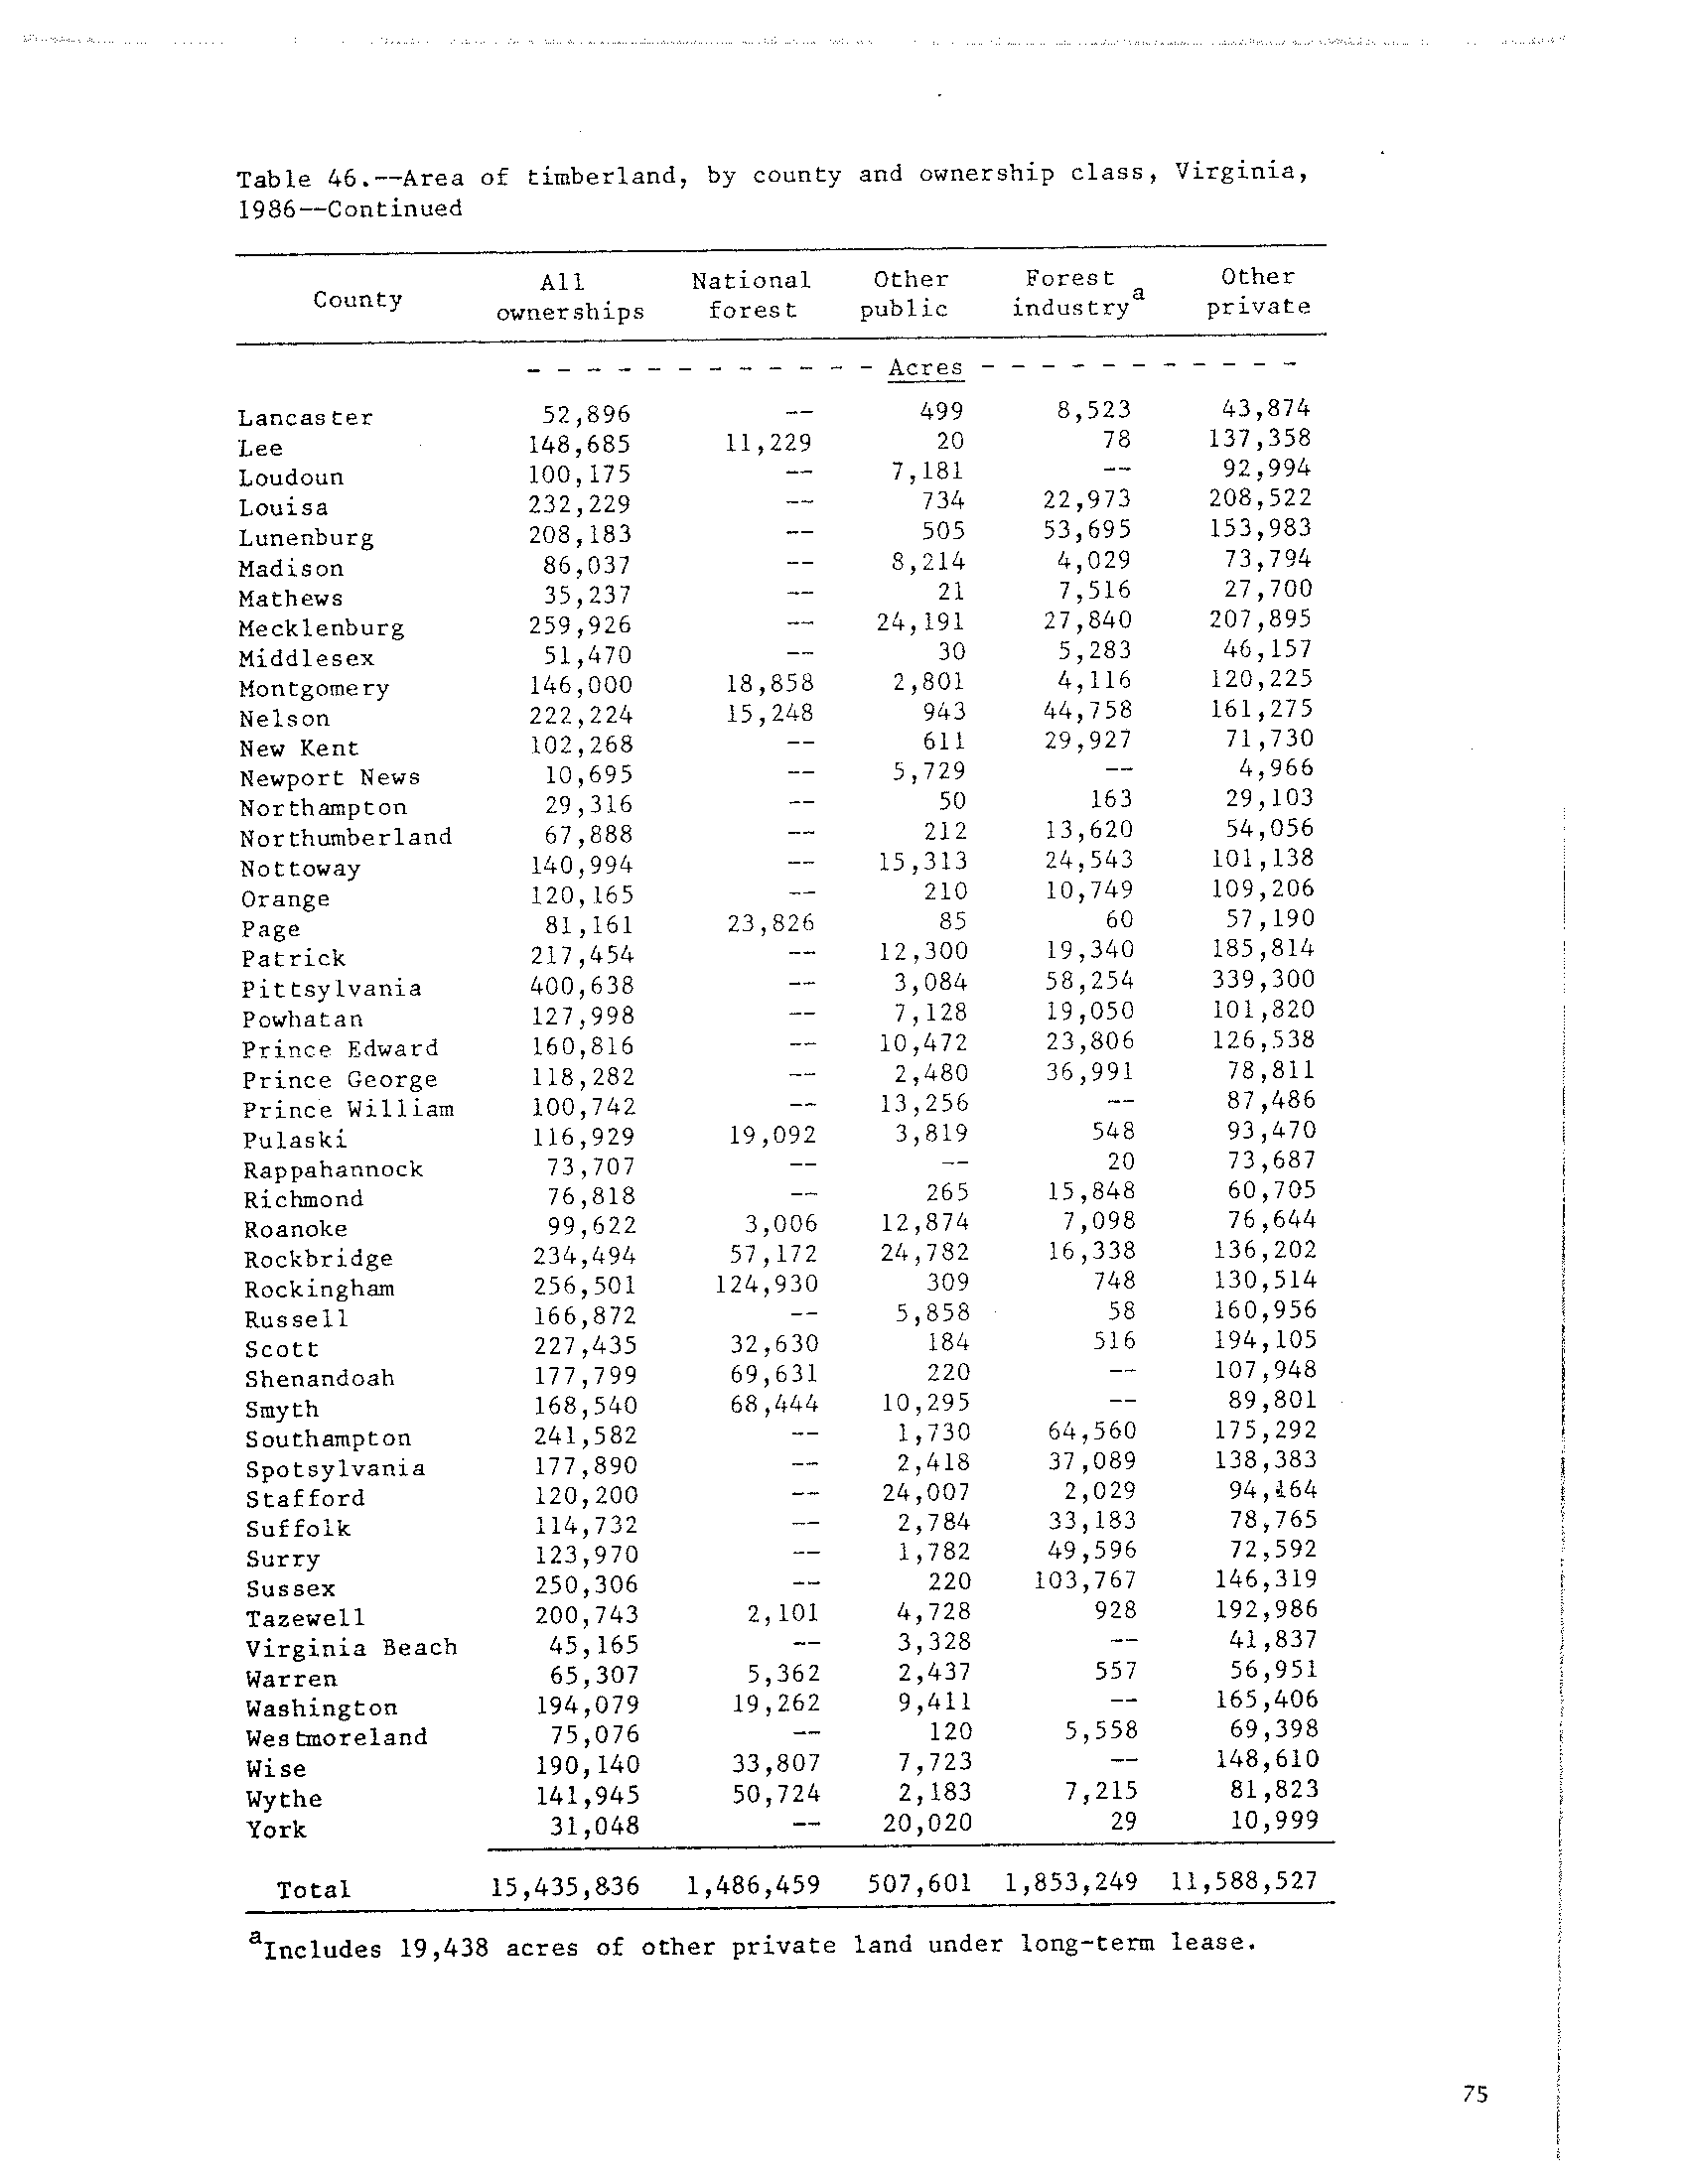 Table 46.--Area of timberland, by county and ownership class, Virginia,
1986--Continued
County All ownerships National forest Other public Forest industry^a Other private
- - - - - - - - - - - - Acres - - - - - - - - - - -
Lancaster 52,896 -- 499 8,523 43,874
Lee 148,685 11,229 20 78 137,358
Loudoun 100,175 -- 7,181 -- 92,994
Louisa 232,229 -- 734 22,973 208,522
Lunenburg 208,183 -- 505 53,695 153,983
Madison 86,037 -- 8,214 4,029 73,794
Mathews 35,237 -- 21 7,516 27,700
Mecklenburg 259,926 -- 24,191 27,840 207,895
Middlesex 51,470 -- 30 5,283 46,157
Montgomery 146,000 18,858 2,801 4,116 120,225
Nelson 222,224 15,248 943 44,758 161,275
New Kent 102,268 -- 611 29,927 71,730
Newport News 10,695 -- 5,729 -- 4,966
Northampton 29,316 -- 50 163 29,103
Northumberland 67,888 -- 212 13,620 54,056
Nottoway 140,994 -- 15,313 24,543 101,138
Orange 120,165 -- 210 10,749 109,206
Page 81,161 23,826 85 60 57,190
Patrick 217,454 -- 12,300 19,340 185,814
Pittsylvania 400,638 -- 3,084 58,254 339,300
Powhatan 127,998 -- 7,128 19,050 101,820
Prince Edward 160,816 -- 10,472 23,806 126,538
Prince George 118,282 -- 2,480 36,991 78,811
Prince William 100,742 -- 13,256 -- 87,486
Pulaski 116,929 19,092 3,819 548 93,470
Rappahannock 73,707 -- -- 20 73,687
Richmond 76,818 -- 265 15,848 60,705
Roanoke 99,622 3,006 12,874 7,098 76,644
Rockbridge 234,494 57,172 24,782 16,338 136,202
Rockingham 256,501 124,930 309 748 130,514
Russell 166,872 -- 5,858 58 160,956
Scott 227,435 32,630 184 516 194,105
Shenandoah 177,799 69,631 220 -- 107,948
Smyth 168,540 68,444 10,295 -- 89,801
Southampton 241,582 -- 1,730 64,560 175,292
Spotsylvania 177,890 -- 2,418 37,089 138,383
Stafford 120,200 -- 24,007 2,029 94,164
Suffolk 114,732 -- 2,784 33,183 78,765
Surry 123,970 -- 1,782 49,596 72,592
Sussex 250,306 -- 220 103,767 146,319
Tazewell 200,743 2,101 4,728 928 192,986
Virginia Beach 45,165 -- 3,328 -- 41,837
Warren 65,307 5,362 2,437 557 56,951
Washington 194,079 19,262 9,411 -- 165,406
Westmoreland 75,076 -- 120 5,558 69,398
Wise 190,140 33,807 7,723 -- 148,610
Wythe 141,945 50,724 2,183 7,215 81,823
York 31,048 -- 20,020 29 10,999
Total 15,435,836 1,486,459 507,601 1,853,249 11,588,527
^aIncludes 19,438 acres of other private land under long-term lease.
75